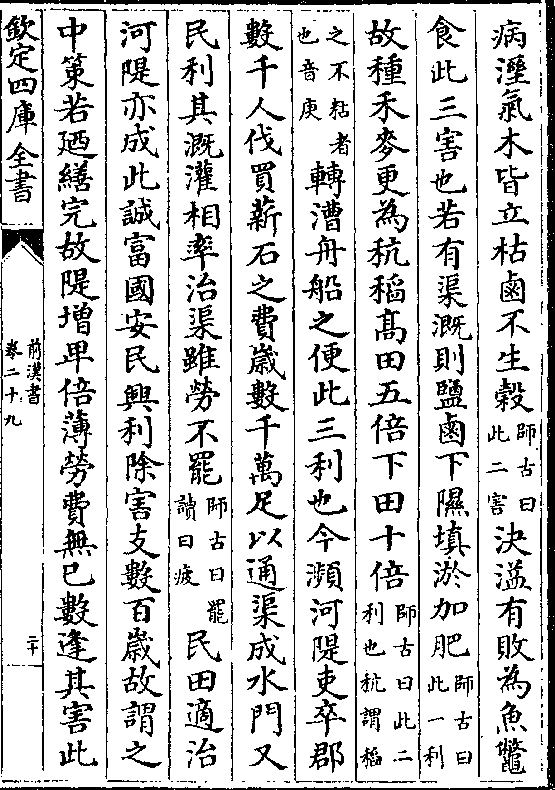 病溼氣木皆立枯鹵不生穀師古曰此二害決溢有敗為魚鼈
食此三害也若有渠溉則鹽鹵下隰填淤加肥師古曰此一利
故種禾麥更為秔稻髙田五倍下田十倍師古曰此二利也秔謂稻
之不粘者也音庚轉漕舟船之便此三利也今瀕河隄吏卒郡
數千人伐買薪石之費歲數千萬足以通渠成水門又
民利其溉灌相率治渠雖勞不罷師古曰罷讀曰疲民田適治
河隄亦成此誠富國安民興利除害支數百歲故謂之
中策若廼繕完故隄增卑倍薄勞費無已數逢其害此
欽定四庫全書
前漢書
卷二十九
二十